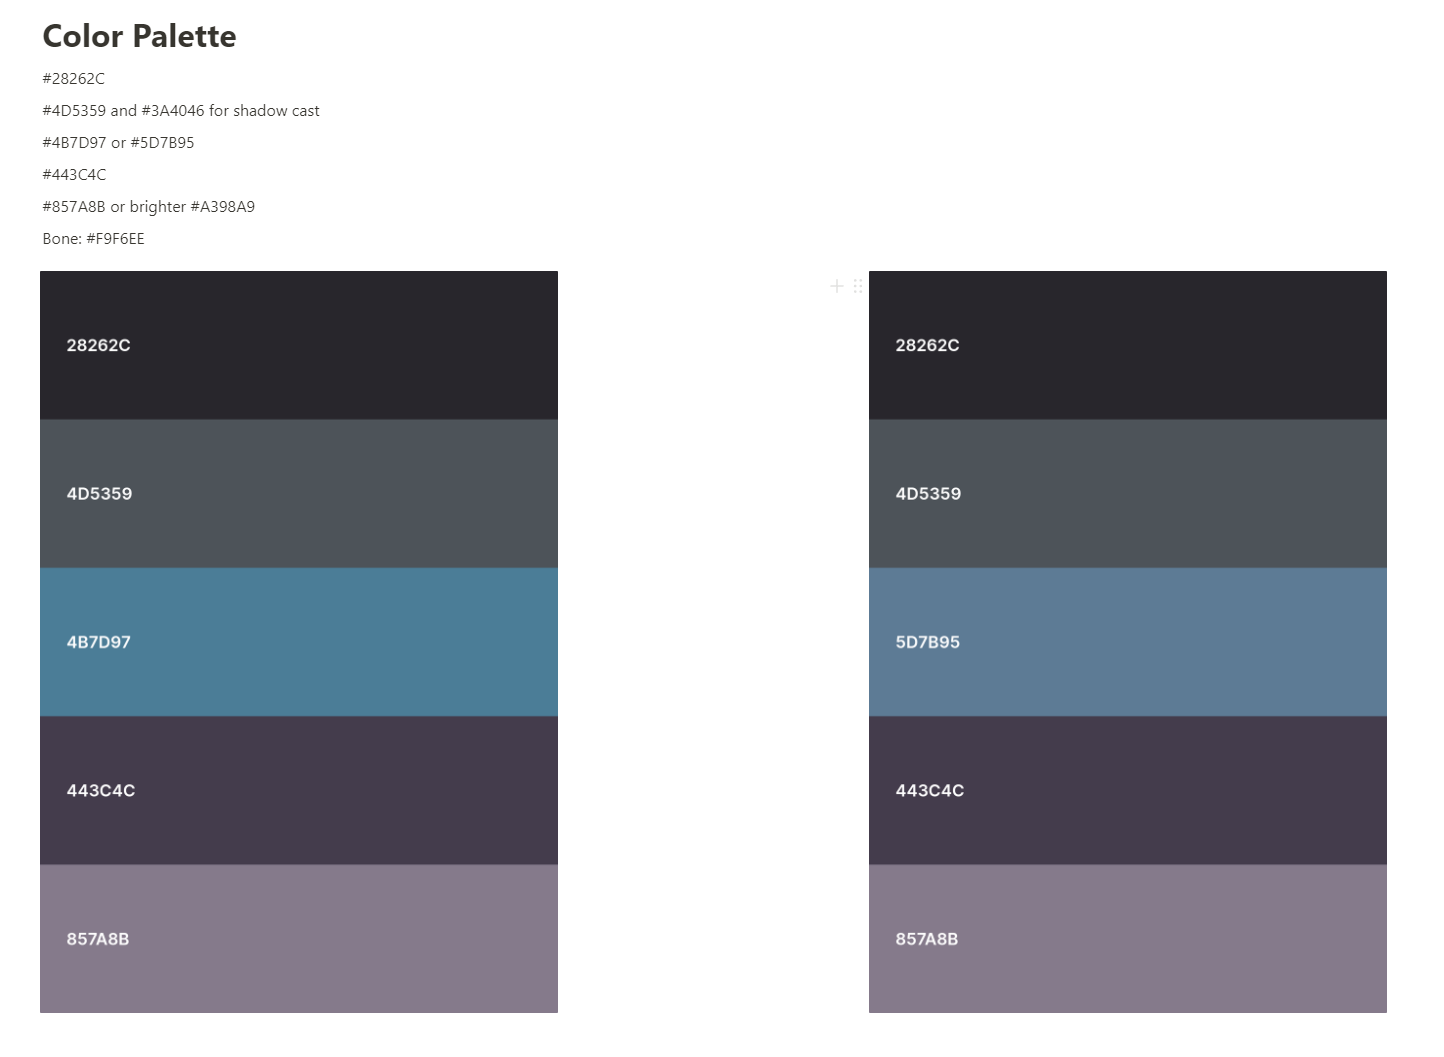 Color Palette
#28262C
#4D5359 and #3A4046 for shadow cast
#4B7D97 or #5D7B95
#443C4C
#857A8B or brighter #A398A9
Bone: #F9F6EE
28262C
4D5359
4B7D97
443C4C
857A8B
28262C
4D5359
5D7B95
443C4C
857A8B